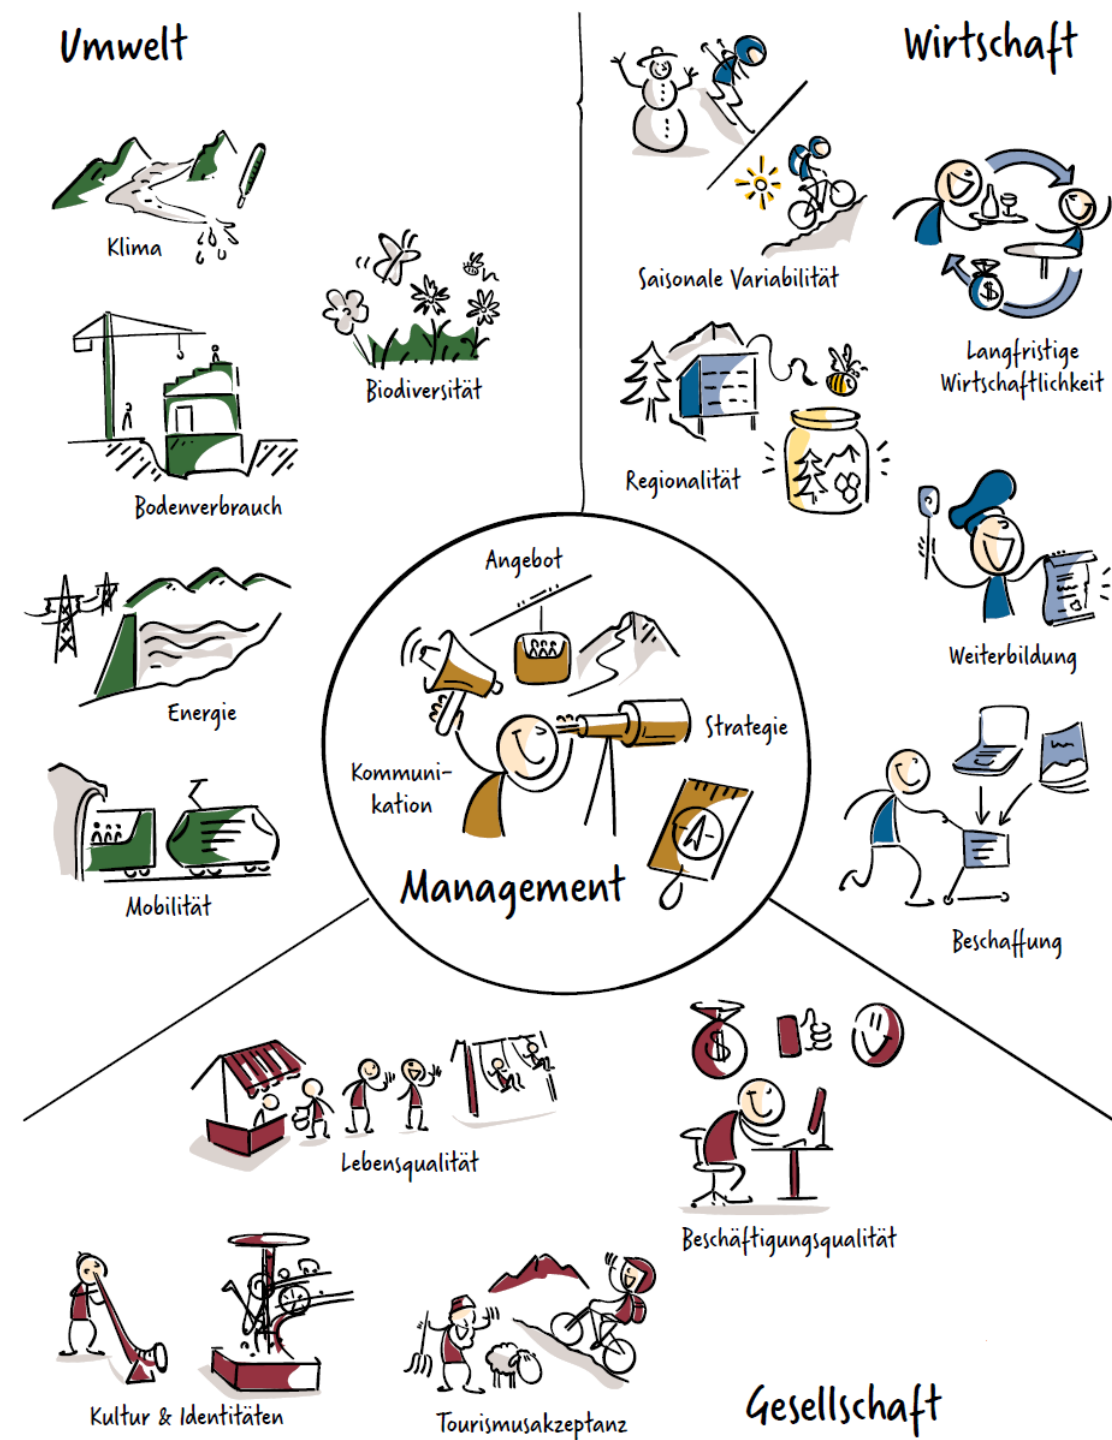 Umwelt
Klima
Biodiversität
Bodenverbrauch
Energie
Mobilität
Wirtschaft
Saisonale Variabilität
Langfristige
Wirtschaftlichkeit
$
Regionalität
Weiterbildung
Beschaffung
Angebot
Strategie
Kommuni-
kation
Management
Lebensqualität
$
Beschäftigungsqualität
Kultur & Identitäten
Tourismusakzeptanz
Gesellschaft